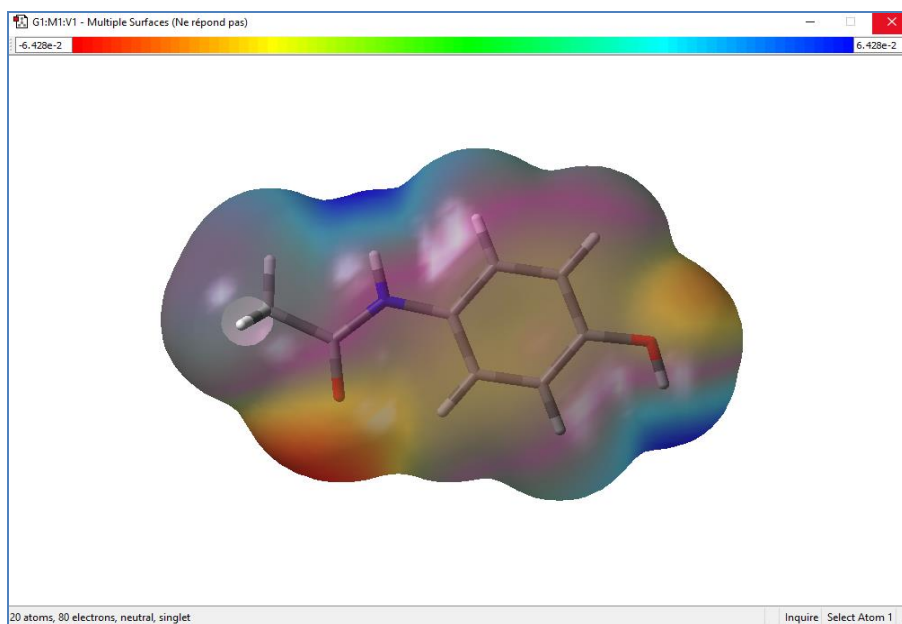 G1:M1:V1 - Multiple Surfaces (Ne répond pas)
-6.428e-2 6.428e-2
20 atoms, 80 electrons, neutral, singlet Inquire Select Atom 1